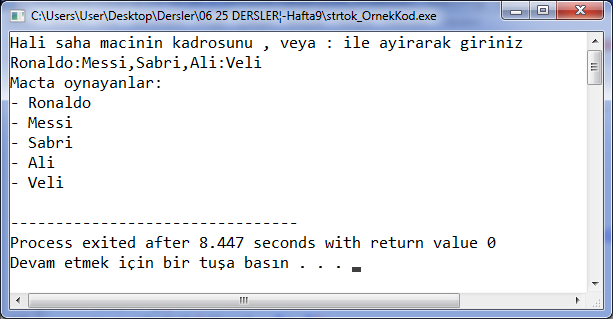 C:\Users\User\Desktop\Dersler\06 25 DERSLER¦-Hafta9\strtok_OrnekKod.exe
Hali saha macinin kadrosunu , veya : ile ayirarak giriniz
Ronaldo:Messi,Sabri,Ali:Veli
Macta oynayanlar:
- Ronaldo
- Messi
- Sabri
- Ali
- Veli
--------------------------------
Process exited after 8.447 seconds with return value 0
Devam etmek için bir tuşa basın . . .